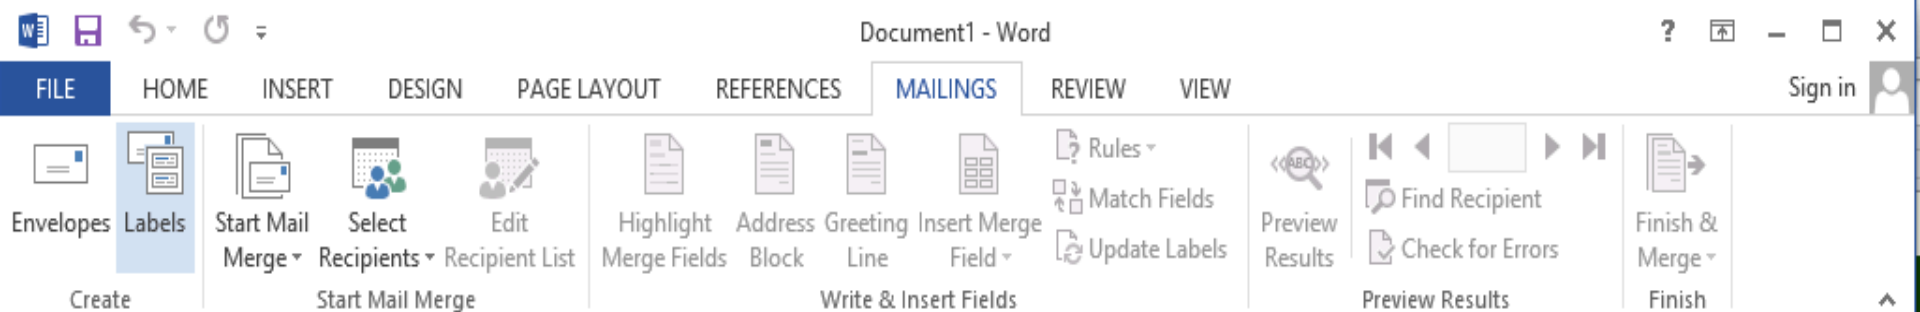 Document1 - Word
?
FILE HOME INSERT DESIGN PAGE LAYOUT REFERENCES MAILINGS REVIEW VIEW Sign in
Envelopes
Labels
Start Mail
Merge
Select
Recipients
Edit
Recipient List
Highlight
Merge Fields
Address
Block
Greeting
Line
Insert Merge
Field
Rules
Match Fields
Update Labels
ABC
Preview
Results
Find Recipient
Check for Errors
Finish &
Merge
Create
Start Mail Merge
Write & Insert Fields
Preview Results
Finish